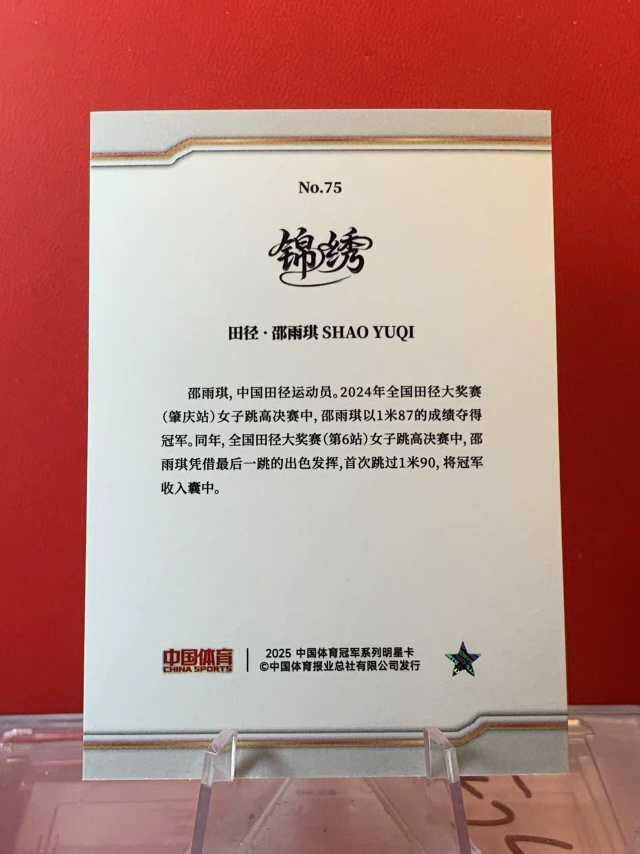 No.75
锦绣
田径·邵雨琪 SHAO YUQI
邵雨琪,中国田径运动员。2024年全国田径大奖赛
(肇庆站)女子跳高决赛中,邵雨琪以1米87的成绩夺得
冠军。同年,全国田径大奖赛(第6站)女子跳高决赛中,邵
雨琪凭借最后一跳的出色发挥,首次跳过1米90,将冠军
收入囊中。
中国体育
CHINA SPORTS
2025 中国体育冠军系列明星卡
©中国体育报业总社有限公司发行